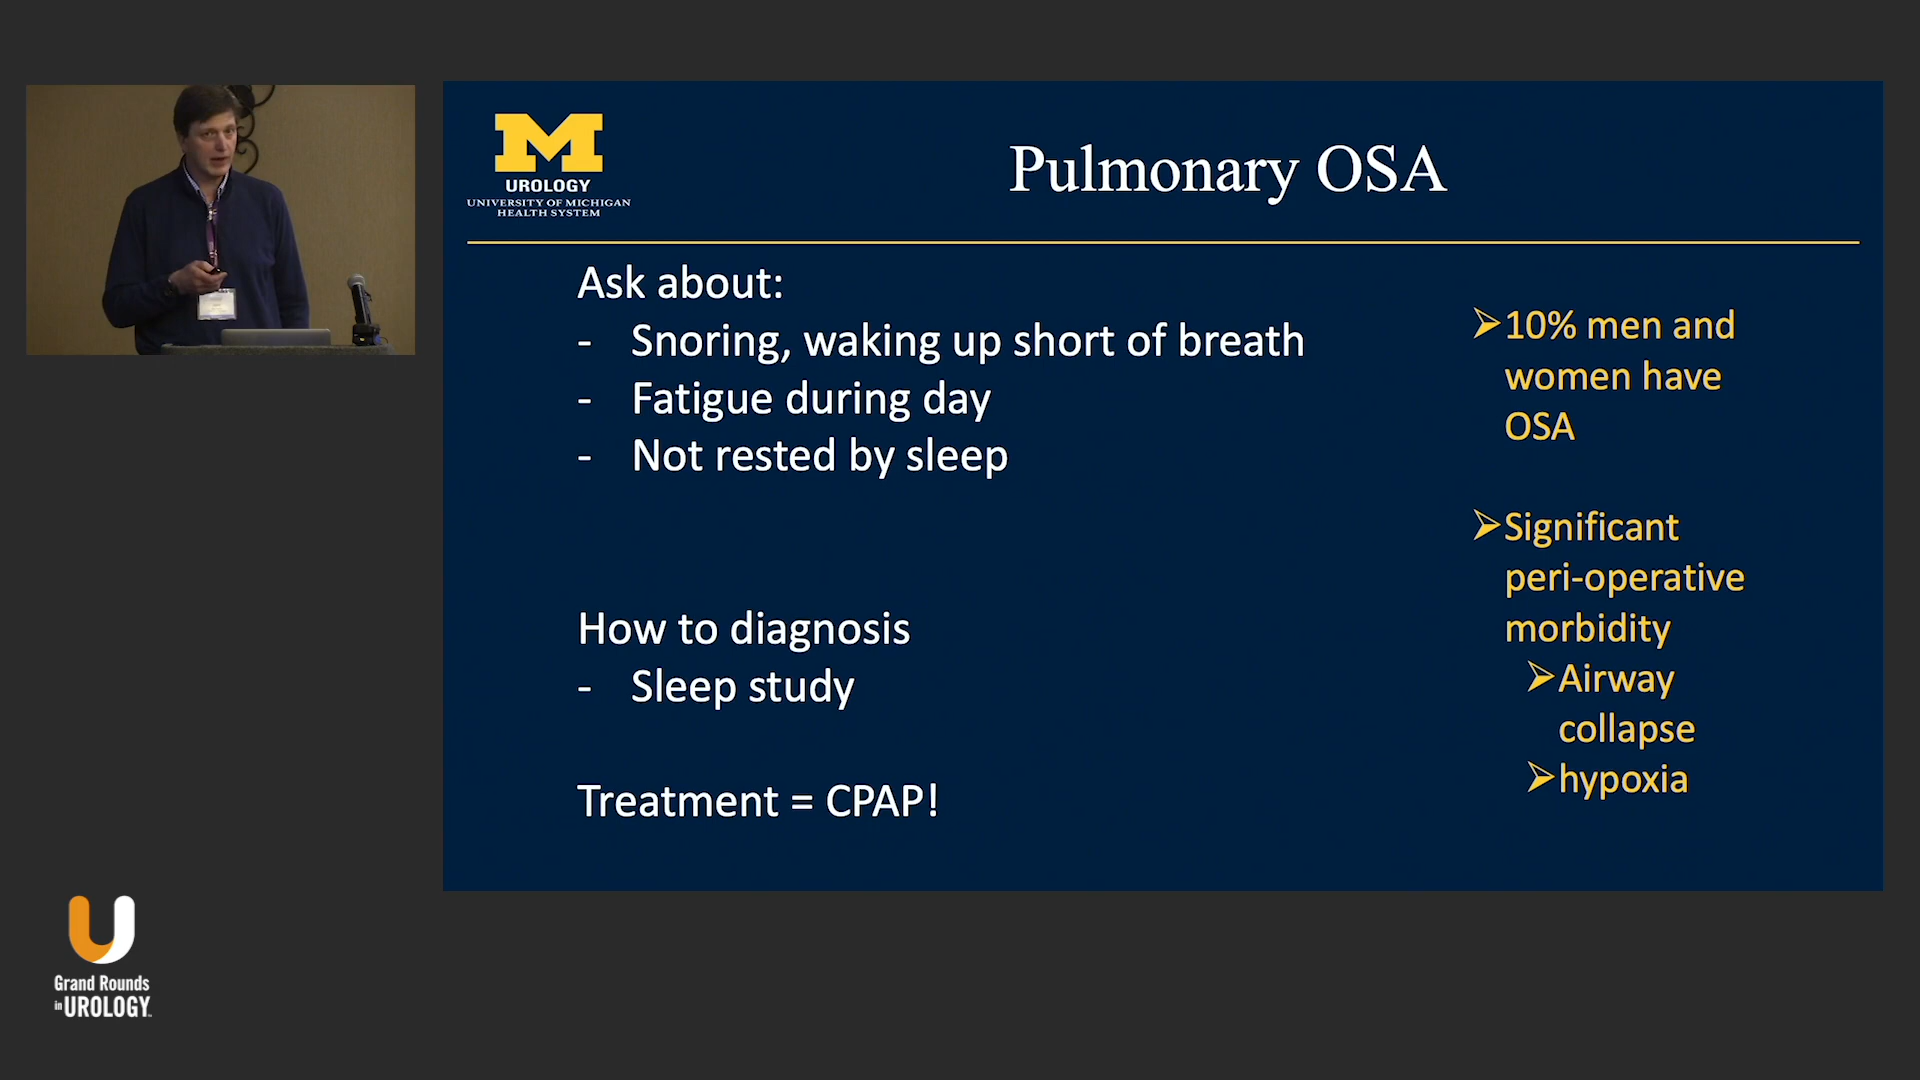 M
UROLOGY
UNIVERSITY OF MICHIGAN
HEALTH SYSTEM
Pulmonary OSA
Ask about:
- Snoring, waking up short of breath
- Fatigue during day
- Not rested by sleep
How to diagnosis
- Sleep study
Treatment = CPAP!
➢10% men and
women have
OSA
➢Significant
peri-operative
morbidity
➢Airway
collapse
➢hypoxia
Grand Rounds
in UROLOGY